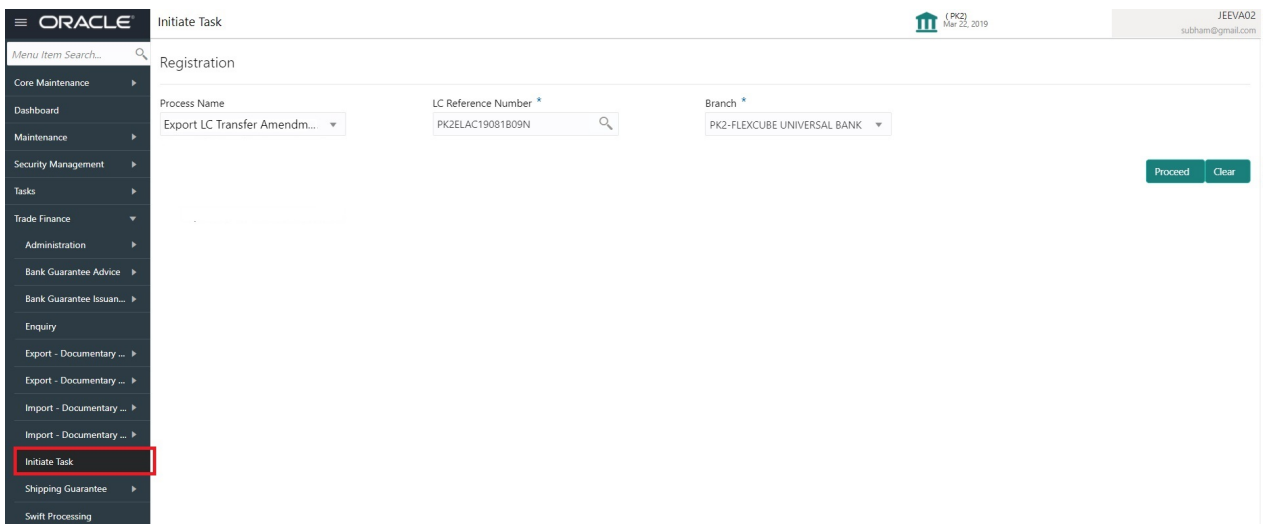 ORACLE
Initiate Task
(PK2)
Mar 22, 2019
JEEVA02
subham@gmail.com
Menu Item Search...
Registration
Core Maintenance
Dashboard
Maintenance
Security Management
Tasks
Trade Finance
Administration
Bank Guarantee Advice
Bank Guarantee Issuan...
Enquiry
Export - Documentary ...
Export - Documentary ...
Import - Documentary ...
Import - Documentary ...
Initiate Task
Shipping Guarantee
Swift Processing
Process Name
Export LC Transfer Amendm...
LC Reference Number *
PK2ELAC19081B09N
Branch *
PK2-FLEXCUBE UNIVERSAL BANK
Proceed
Clear